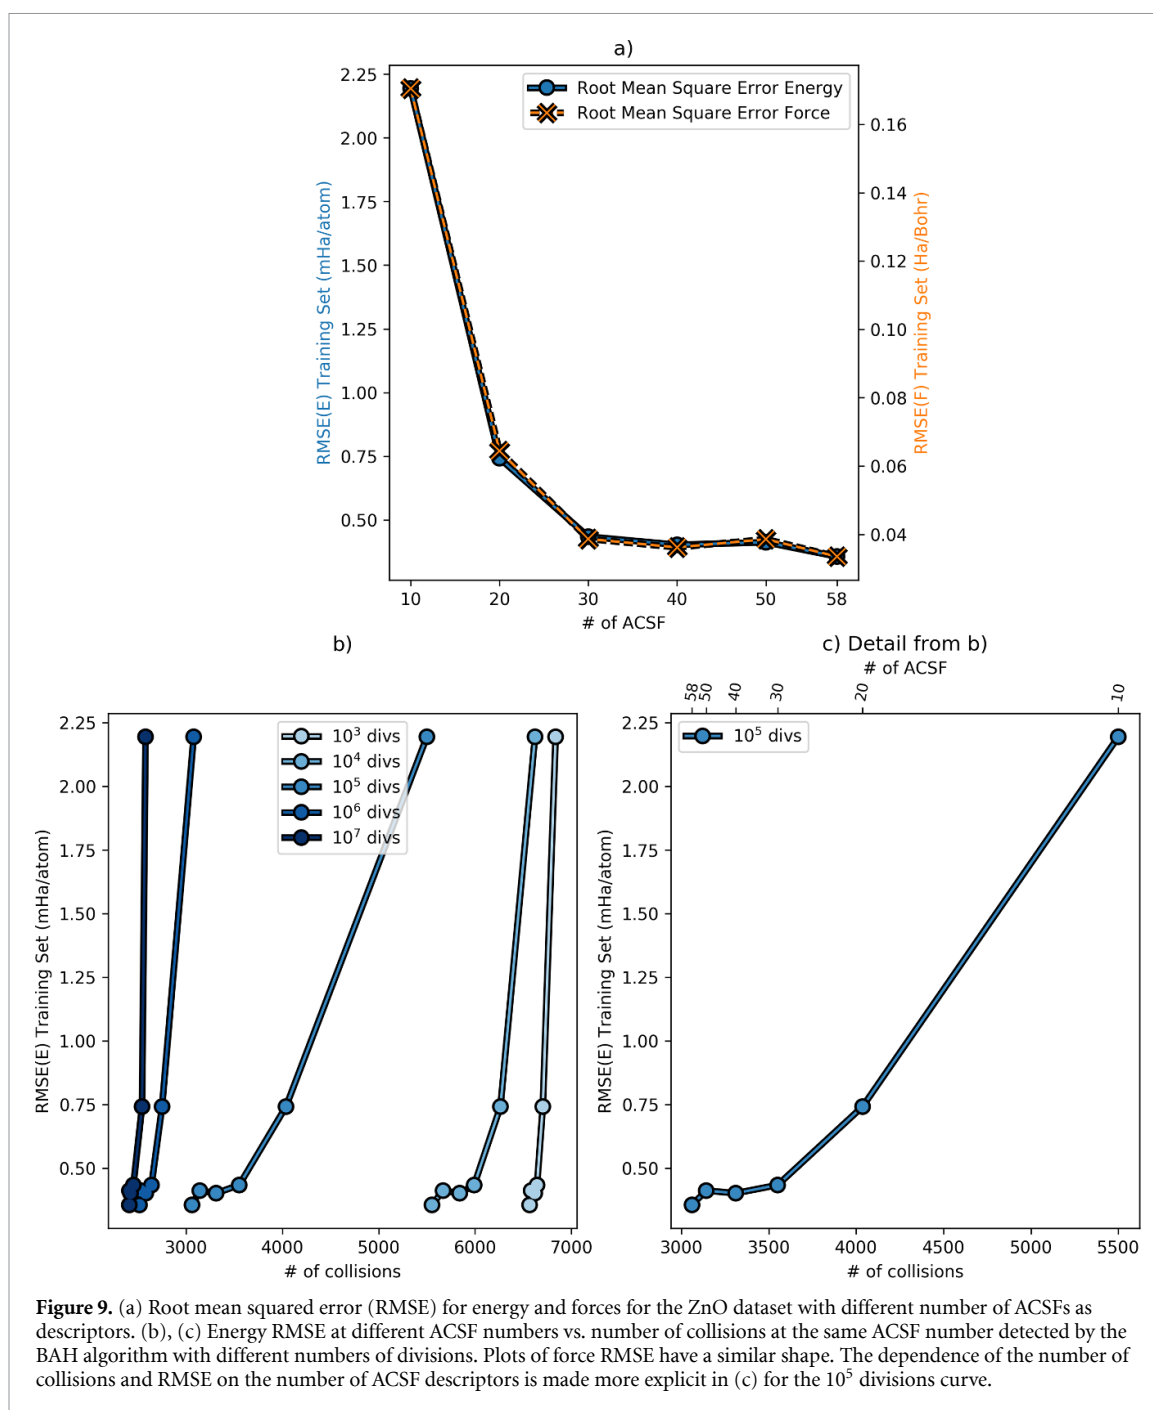 a)
2.25
2.00
1.75
1.50
1.25
1.00
0.75
0.50
RMSE(E) Training Set (mHa/atom)
Root Mean Square Error Energy
Root Mean Square Error Force
0.16
0.14
0.12
0.10
0.08
0.06
0.04
RMSE(F) Training Set (Ha/Bohr)
10 20 30 40 50 58
# of ACSF
b)
2.25
2.00
1.75
1.50
1.25
1.00
0.75
0.50
RMSE(E) Training Set (mHa/atom)
10³ divs
10⁴ divs
10⁵ divs
10⁶ divs
10⁷ divs
3000 4000 5000 6000 7000
# of collisions
c) Detail from b)
# of ACSF
58 50 40 30 20 10
2.25
2.00
1.75
1.50
1.25
1.00
0.75
0.50
RMSE(E) Training Set (mHa/atom)
10⁵ divs
3000 3500 4000 4500 5000 5500
# of collisions
Figure 9. (a) Root mean squared error (RMSE) for energy and forces for the ZnO dataset with different number of ACSFs as
descriptors. (b), (c) Energy RMSE at different ACSF numbers vs. number of collisions at the same ACSF number detected by the
BAH algorithm with different numbers of divisions. Plots of force RMSE have a similar shape. The dependence of the number of
collisions and RMSE on the number of ACSF descriptors is made more explicit in (c) for the 10⁵ divisions curve.